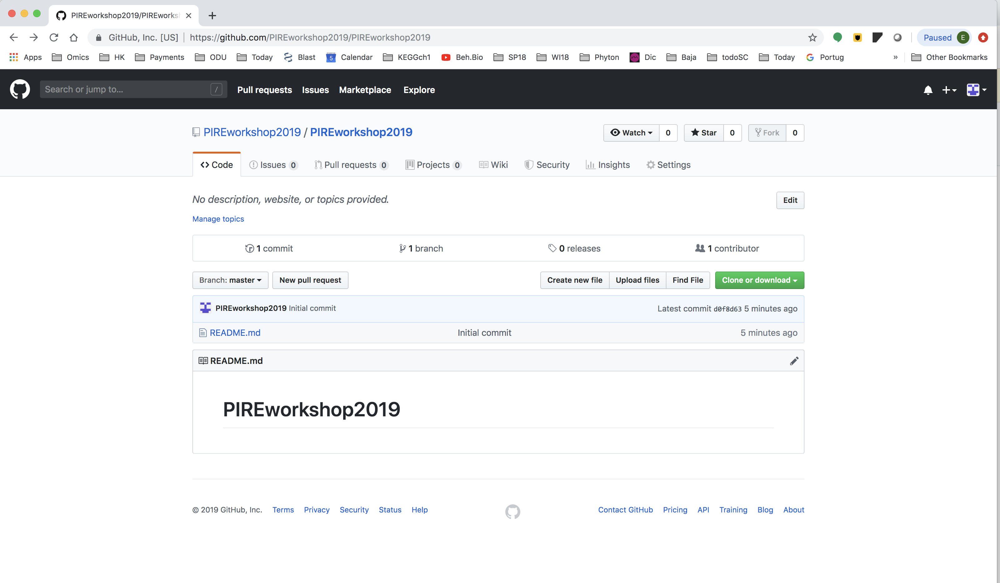 PIREworkshop2019/PIREworksh
GitHub, Inc. [US] https://github.com/PIREworkshop2019/PIREworkshop2019 Paused E
Apps Omics HK Payments ODU Today Blast 5 Calendar KEGGch1 Beh.Bio SP18 WI18 Phyton Dic Baja todoSC Today Portug » Other Bookmarks
Search or jump to... / Pull requests Issues Marketplace Explore
PIREworkshop2019 / PIREworkshop2019 Watch 0 Star 0 Fork 0
Code Issues 0 Pull requests 0 Projects 0 Wiki Security Insights Settings
No description, website, or topics provided. Edit
Manage topics
1 commit 1 branch 0 releases 1 contributor
Branch: master New pull request Create new file Upload files Find File Clone or download
PIREworkshop2019 Initial commit Latest commit d0f8d63 5 minutes ago
README.md Initial commit 5 minutes ago
README.md
PIREworkshop2019
© 2019 GitHub, Inc. Terms Privacy Security Status Help Contact GitHub Pricing API Training Blog About